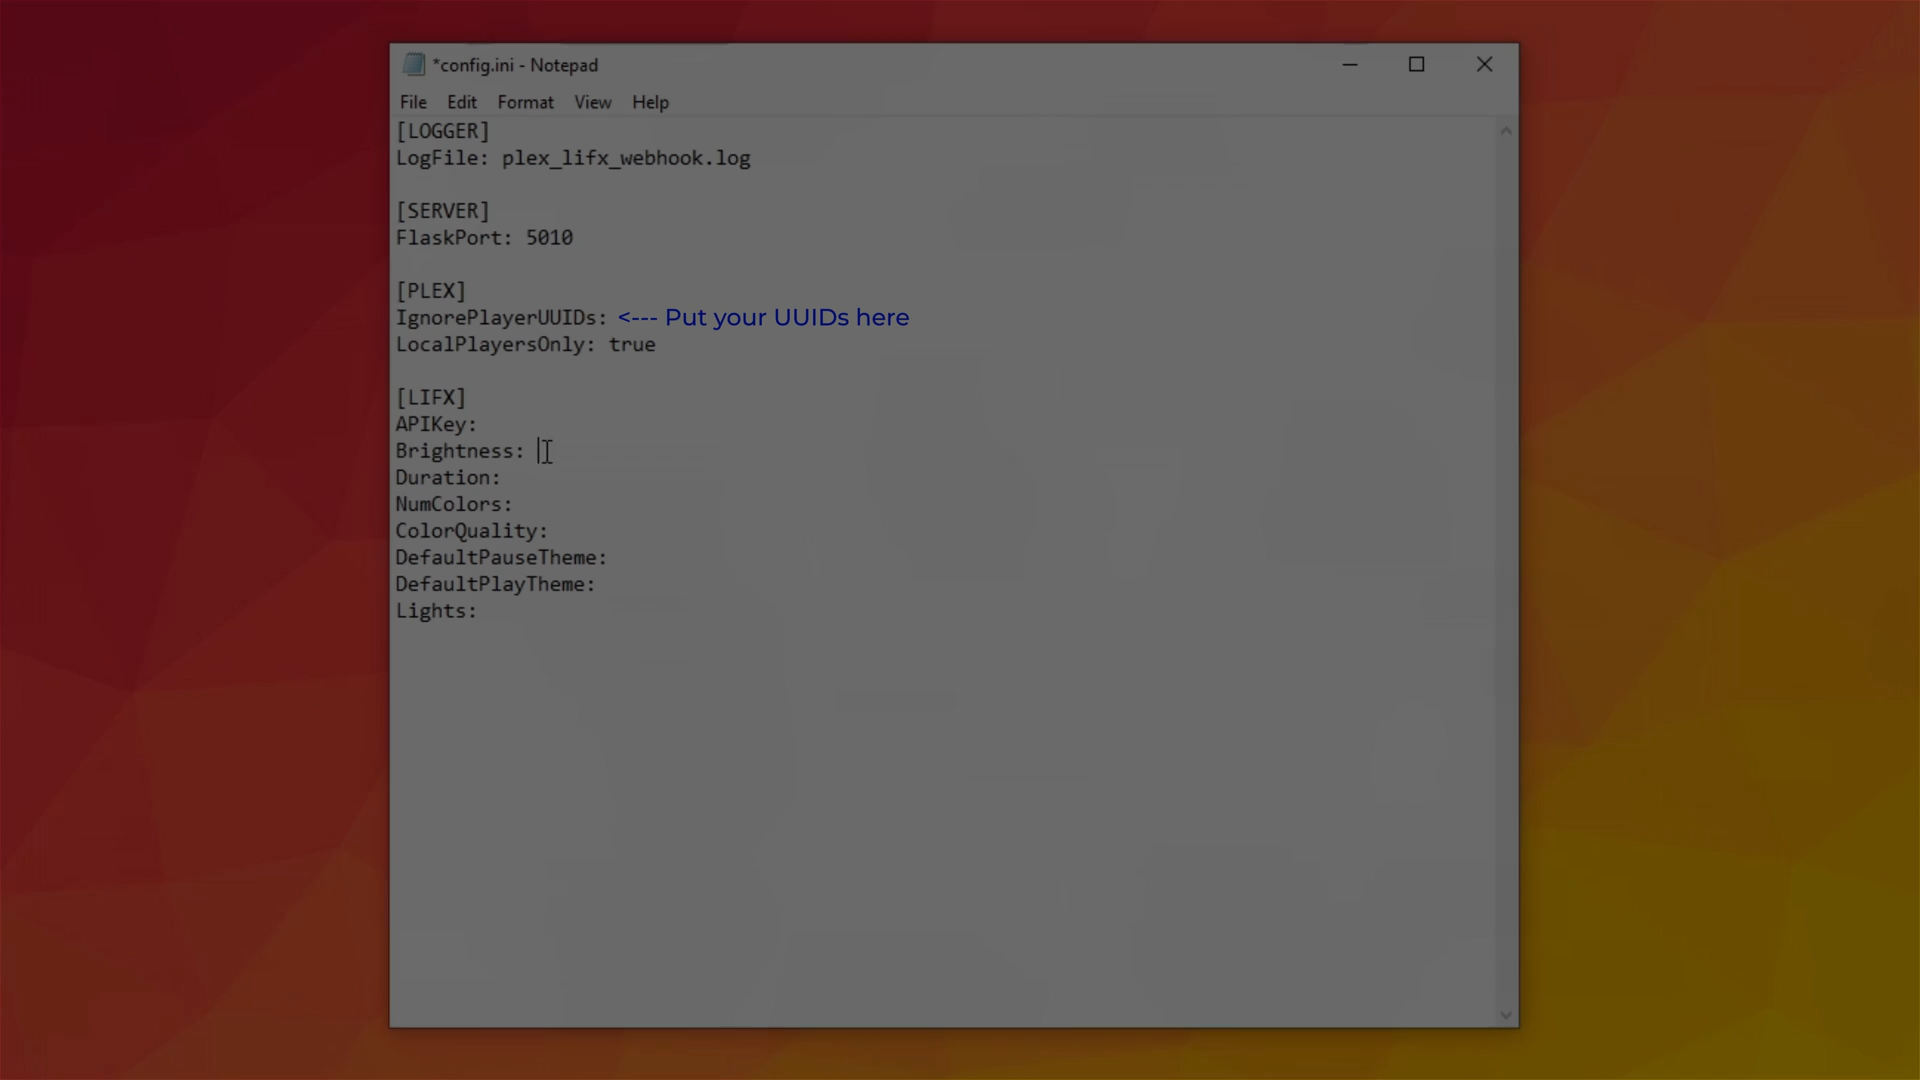 *config.ini - Notepad
File Edit Format View Help
[LOGGER]
LogFile: plex_lifx_webhook.log
[SERVER]
FlaskPort: 5010
[PLEX]
IgnorePlayerUUIDs: <--- Put your UUIDs here
LocalPlayersOnly: true
[LIFX]
APIKey:
Brightness:
Duration:
NumColors:
ColorQuality:
DefaultPauseTheme:
DefaultPlayTheme:
Lights: